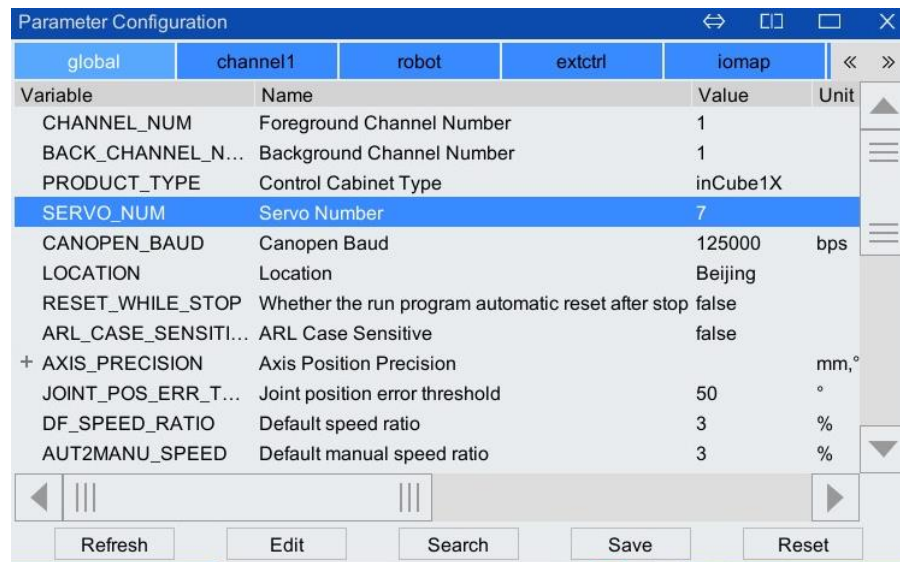 Parameter Configuration
global channel1 robot extctrl iomap « »
Variable Name Value Unit
CHANNEL_NUM Foreground Channel Number 1
BACK_CHANNEL_N... Background Channel Number 1
PRODUCT_TYPE Control Cabinet Type inCube1X
SERVO_NUM Servo Number 7
CANOPEN_BAUD Canopen Baud 125000 bps
LOCATION Location Beijing
RESET_WHILE_STOP Whether the run program automatic reset after stop false
ARL_CASE_SENSITI... ARL Case Sensitive false
+ AXIS_PRECISION Axis Position Precision mm,°
JOINT_POS_ERR_T... Joint position error threshold 50 °
DF_SPEED_RATIO Default speed ratio 3 %
AUT2MANU_SPEED Default manual speed ratio 3 %
Refresh Edit Search Save Reset